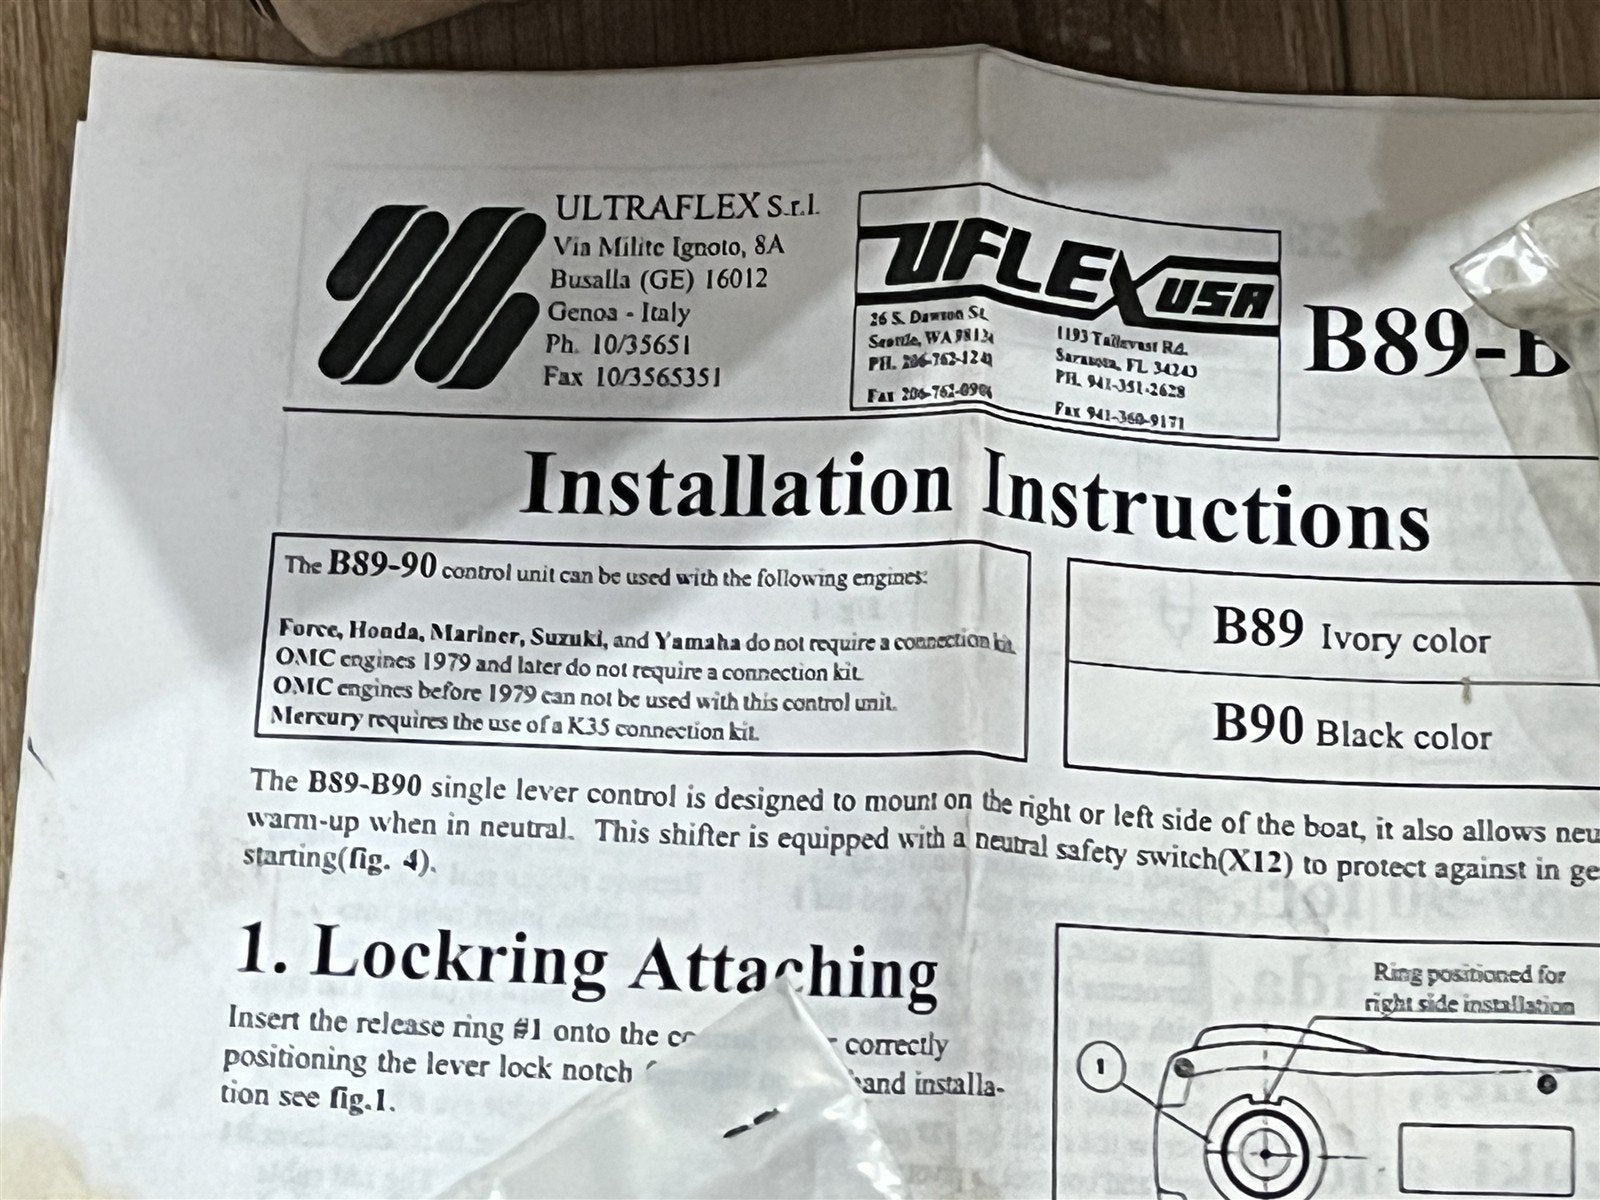 ULTRAFLEX S.r.l.
Via Milite Ignoto, 8A
Busalla (GE) 16012
Genoa - Italy
Ph. 10/35651
Fax 10/3565351
UFLEX USA
26 S. Dawson St.
Seattle, WA 98134
PH. 206-762-
Fax 206-762-
1193 Tallevast Rd.
Sarasota, FL 34243
PH. 941-351-2628
Fax 941-360-9171
B89-B
Installation Instructions
The B89-90 control unit can be used with the following engines:
Force, Honda, Mariner, Suzuki, and Yamaha do not require a connection kit.
OMC engines 1979 and later do not require a connection kit.
OMC engines before 1979 can not be used with this control unit.
Mercury requires the use of a K35 connection kit.
B89 Ivory color
B90 Black color
The B89-B90 single lever control is designed to mount on the right or left side of the boat, it also allows neu
warm-up when in neutral. This shifter is equipped with a neutral safety switch(X12) to protect against in ge
starting(fig. 4).
1. Lockring Attaching
Insert the release ring #1 onto the co correctly
positioning the lever lock notch hand installa-
tion see fig.1.
Ring positioned for
right side installation
1